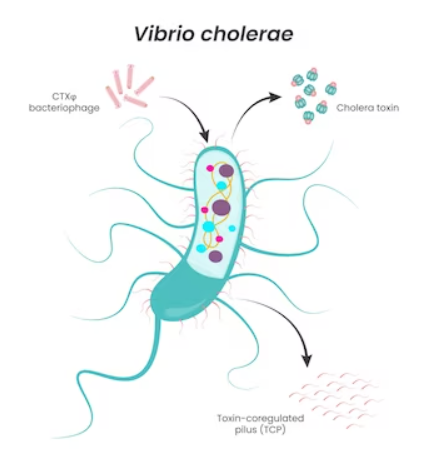 Vibrio cholerae
CTXφ
bacteriophage
Cholera toxin
Toxin-coregulated
pilus (TCP)